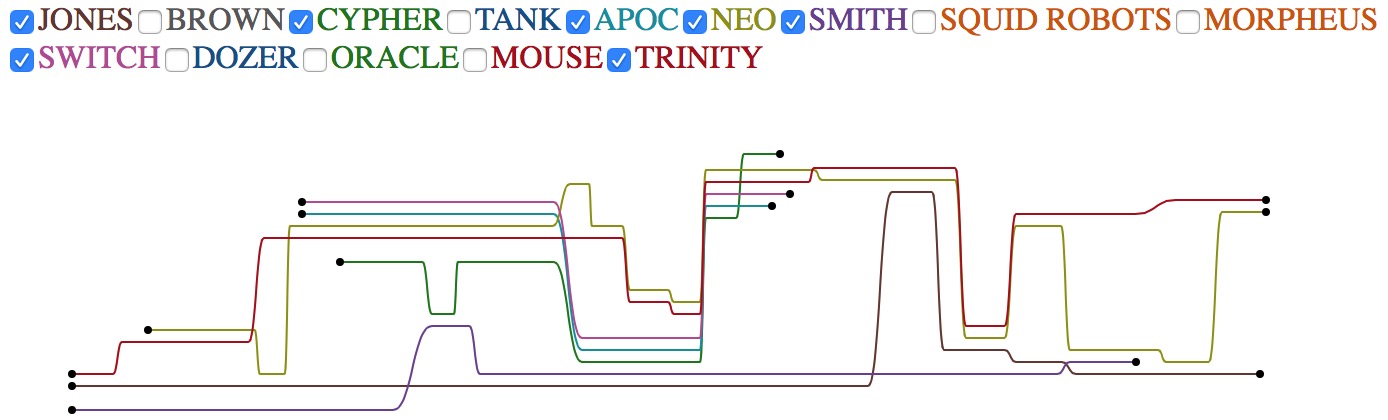 JONES BROWN CYPHER TANK APOC NEO SMITH SQUID ROBOTS MORPHEUS
SWITCH DOZER ORACLE MOUSE TRINITY